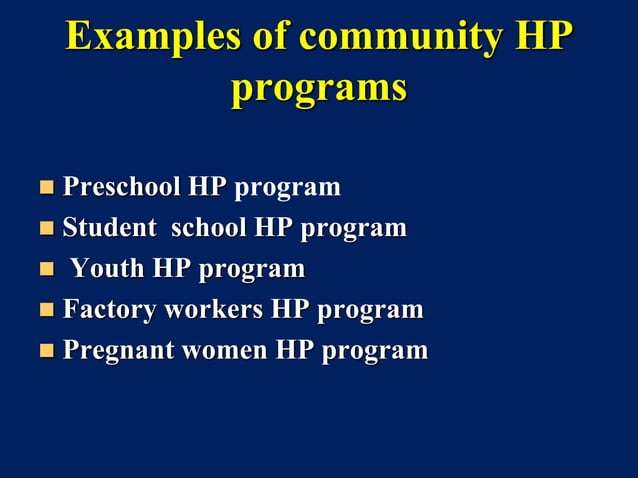 Examples of community HP
programs
Preschool HP program
Student school HP program
Youth HP program
Factory workers HP program
Pregnant women HP program